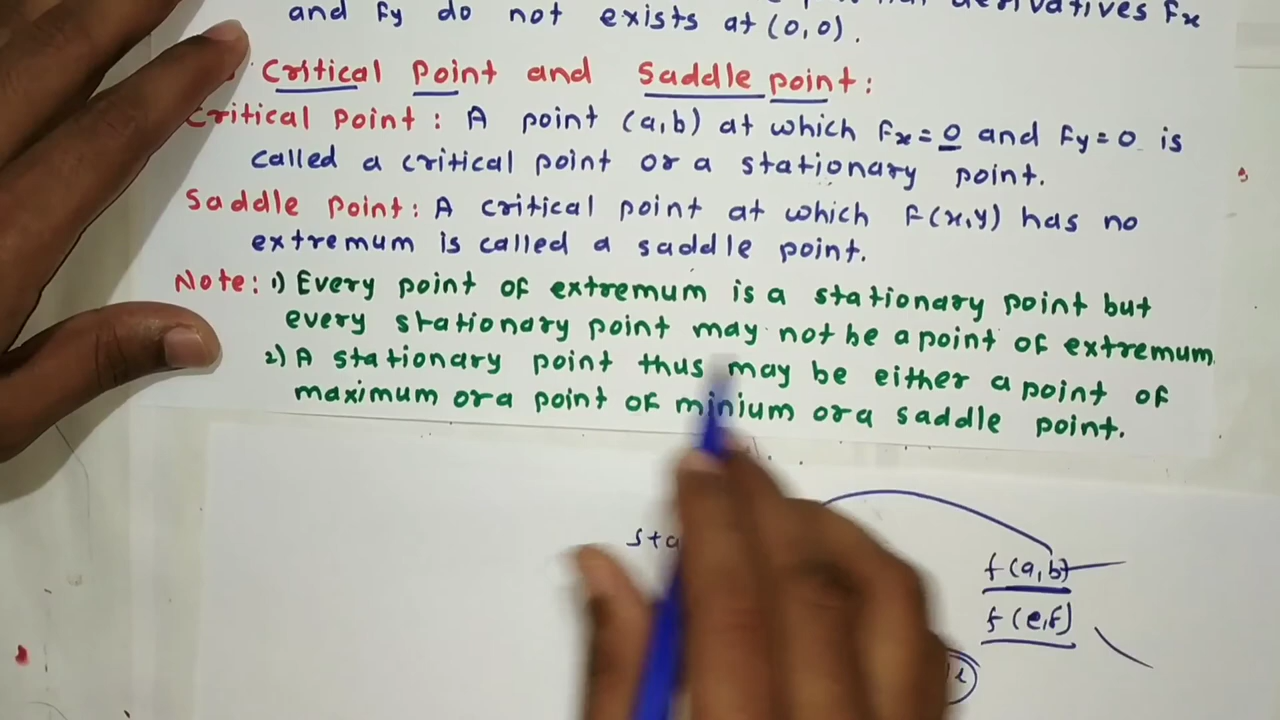 derivatives Fx
and Fy do not exists at (0,0).
Critical Point and Saddle point:
Critical Point: A point (a,b) at which Fx=0 and Fy=0 is
called a critical point or a stationary point.
Saddle Point: A critical point at which F(x,y) has no
extremum is called a saddle point.
Note: 1) Every point of extremum is a stationary point but
every stationary point may not be a point of extremum
2) A stationary point thus may be either a point of
maximum or a point of minium or a saddle point.
sta
f(a,b)
f(e,f)